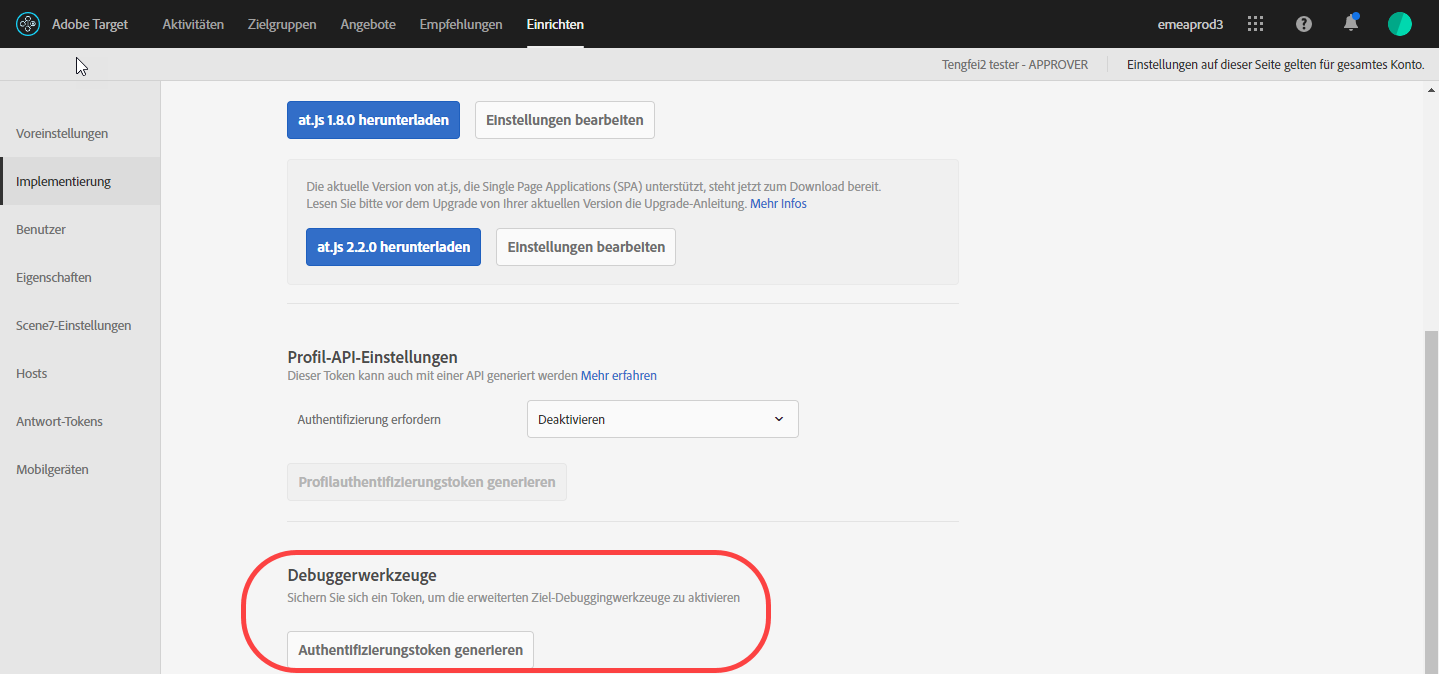 Adobe Target
Aktivitäten
Zielgruppen
Angebote
Empfehlungen
Einrichten
emeaprod3
Tengfei2 tester - APPROVER
Einstellungen auf dieser Seite gelten für gesamtes Konto.
Voreinstellungen
Implementierung
Benutzer
Eigenschaften
Scene7-Einstellungen
Hosts
Antwort-Tokens
Mobilgeräten
at.js 1.8.0 herunterladen
Einstellungen bearbeiten
Die aktuelle Version von at.js, die Single Page Applications (SPA) unterstützt, steht jetzt zum Download bereit.
Lesen Sie bitte vor dem Upgrade von Ihrer aktuellen Version die Upgrade-Anleitung. Mehr Infos
at.js 2.2.0 herunterladen
Einstellungen bearbeiten
Profil-API-Einstellungen
Dieser Token kann auch mit einer API generiert werden Mehr erfahren
Authentifizierung erfordern
Deaktivieren
Profilauthentifizierungstoken generieren
Debuggerwerkzeuge
Sichern Sie sich ein Token, um die erweiterten Ziel-Debuggingwerkzeuge zu aktivieren
Authentifizierungstoken generieren